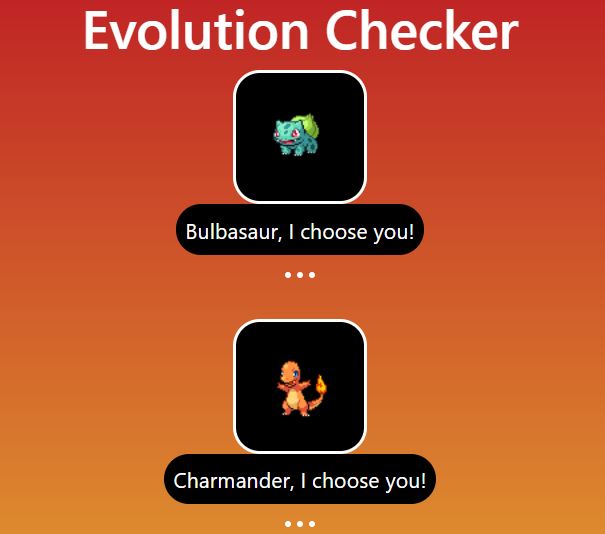 Evolution Checker
Bulbasaur, I choose you!
...
Charmander, I choose you!
...